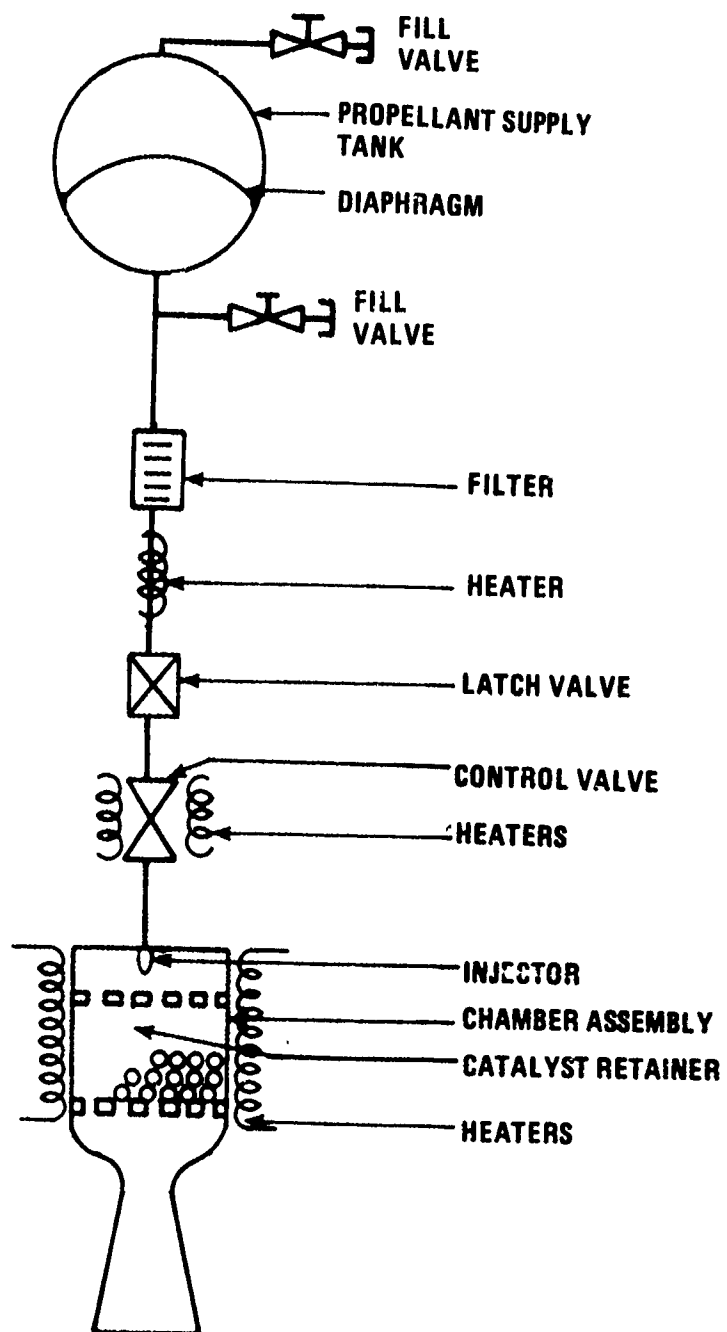 FILL
VALVE
PROPELLANT SUPPLY
TANK
DIAPHRAGM
FILL
VALVE
FILTER
HEATER
LATCH VALVE
CONTROL VALVE
HEATERS
INJECTOR
CHAMBER ASSEMBLY
CATALYST RETAINER
HEATERS